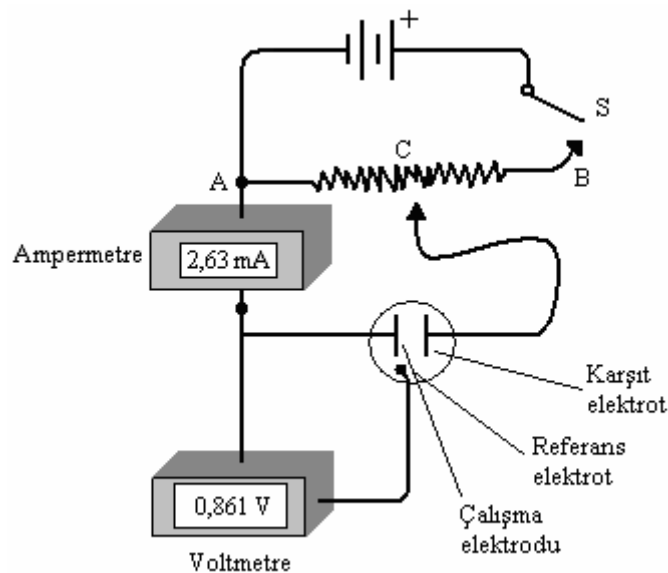 +
S
C
A
B
Ampermetre
2,63 mA
Karşıt
elektrot
Referans
elektrot
0,861 V
Çalışma
elektrodu
Voltmetre